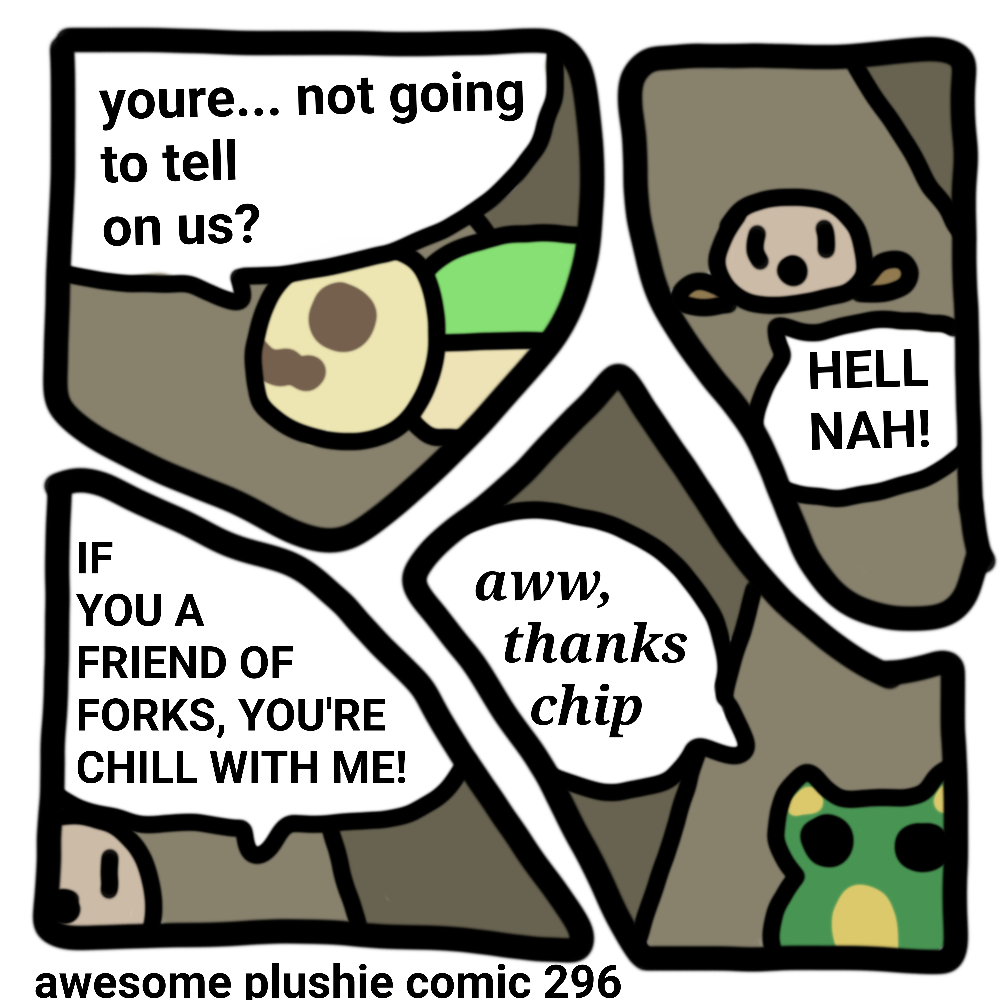 youre... not going
to tell
on us?
HELL
NAH!
IF
YOU A
FRIEND OF
FORKS, YOU'RE
CHILL WITH ME!
aww,
thanks
chip
awesome plushie comic 296